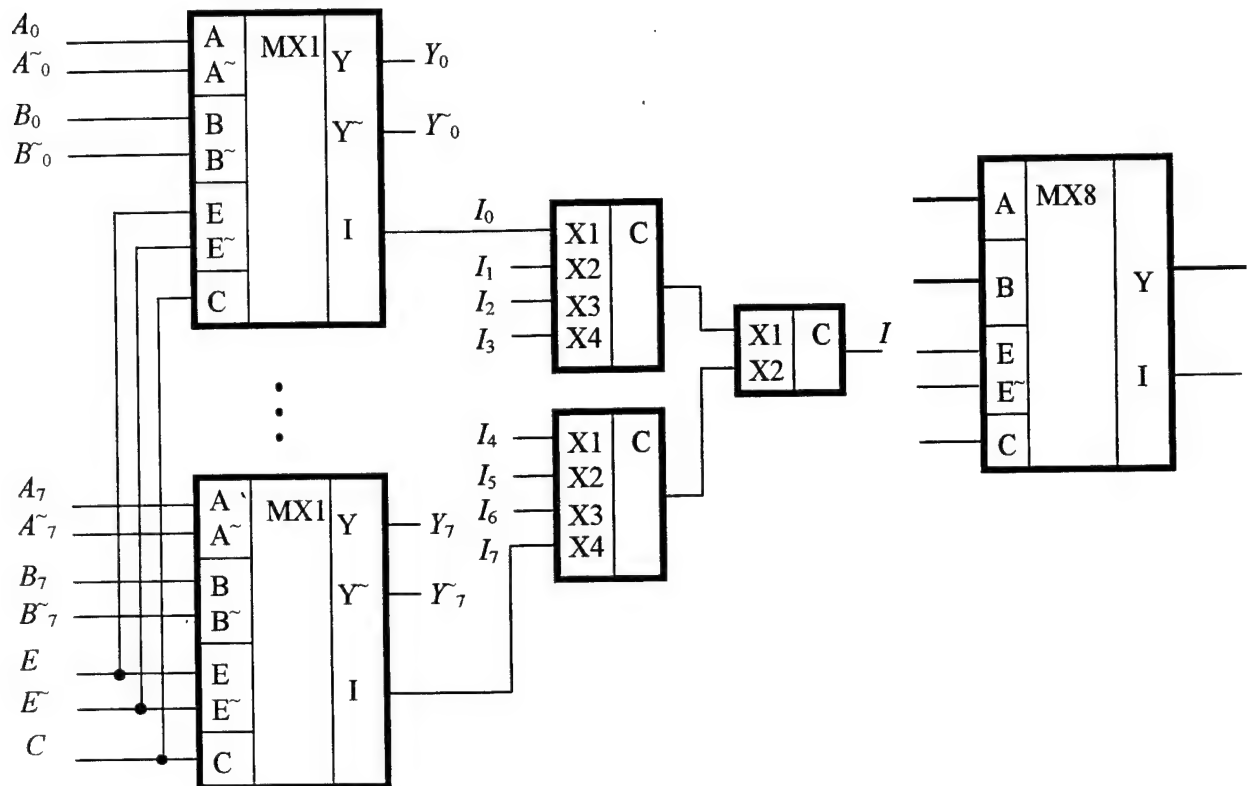 A₀
A~₀
B₀
B~₀
A
A~
B
B~
E
E~
C
MX1
Y
Y~
I
Y₀
Y~₀
I₀
I₁
I₂
I₃
X1
X2
X3
X4
C
X1
X2
C
I
A
B
E
E~
C
MX8
Y
I
A₇
A~₇
B₇
B~₇
E
E~
C
A
A~
B
B~
E
E~
C
MX1
Y
Y~
I
Y₇
Y~₇
I₄
I₅
I₆
I₇
X1
X2
X3
X4
C